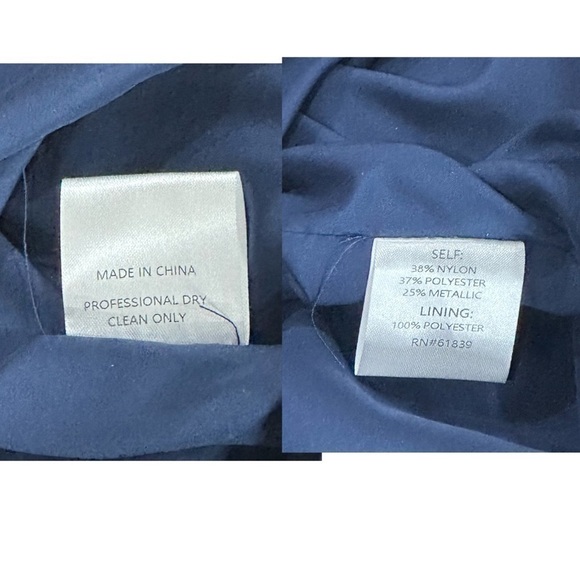 MADE IN CHINA
PROFESSIONAL DRY
CLEAN ONLY
SELF:
38% NYLON
37% POLYESTER
25% METALLIC
LINING:
100% POLYESTER
RN#61839